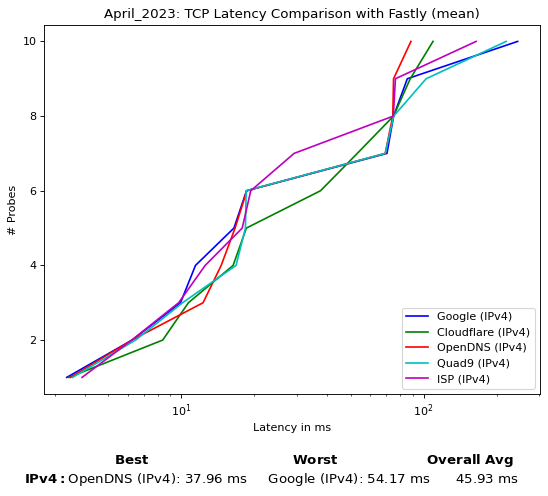 April_2023: TCP Latency Comparison with Fastly (mean)
10
8
6
4
2
# Probes
Google (IPv4)
Cloudflare (IPv4)
OpenDNS (IPv4)
Quad9 (IPv4)
ISP (IPv4)
10¹ 10²
Latency in ms
Best Worst Overall Avg
IPv4: OpenDNS (IPv4): 37.96 ms Google (IPv4): 54.17 ms 45.93 ms